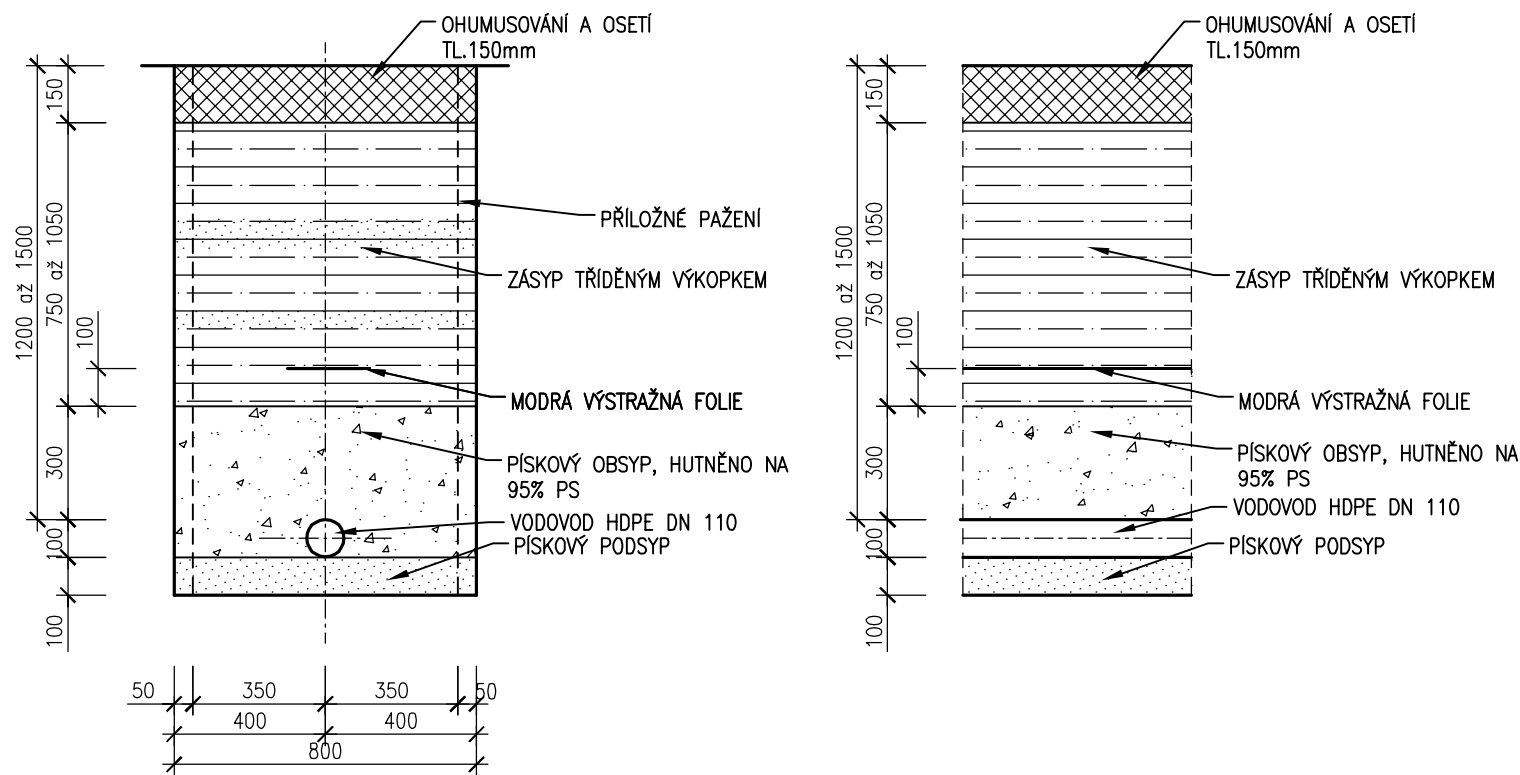 OHUMUSOVÁNÍ A OSETÍ
TL.150mm
150
1200 až 1500
750 až 1050
100
300
100
100
PŘÍLOŽNÉ PAŽENÍ
ZÁSYP TŘÍDĚNÝM VÝKOPKEM
MODRÁ VÝSTRAŽNÁ FOLIE
PÍSKOVÝ OBSYP, HUTNĚNO NA
95% PS
VODOVOD HDPE DN 110
PÍSKOVÝ PODSYP
50 350 350 50
400 400
800
OHUMUSOVÁNÍ A OSETÍ
TL.150mm
150
1200 až 1500
750 až 1050
100
300
100
100
ZÁSYP TŘÍDĚNÝM VÝKOPKEM
MODRÁ VÝSTRAŽNÁ FOLIE
PÍSKOVÝ OBSYP, HUTNĚNO NA
95% PS
VODOVOD HDPE DN 110
PÍSKOVÝ PODSYP